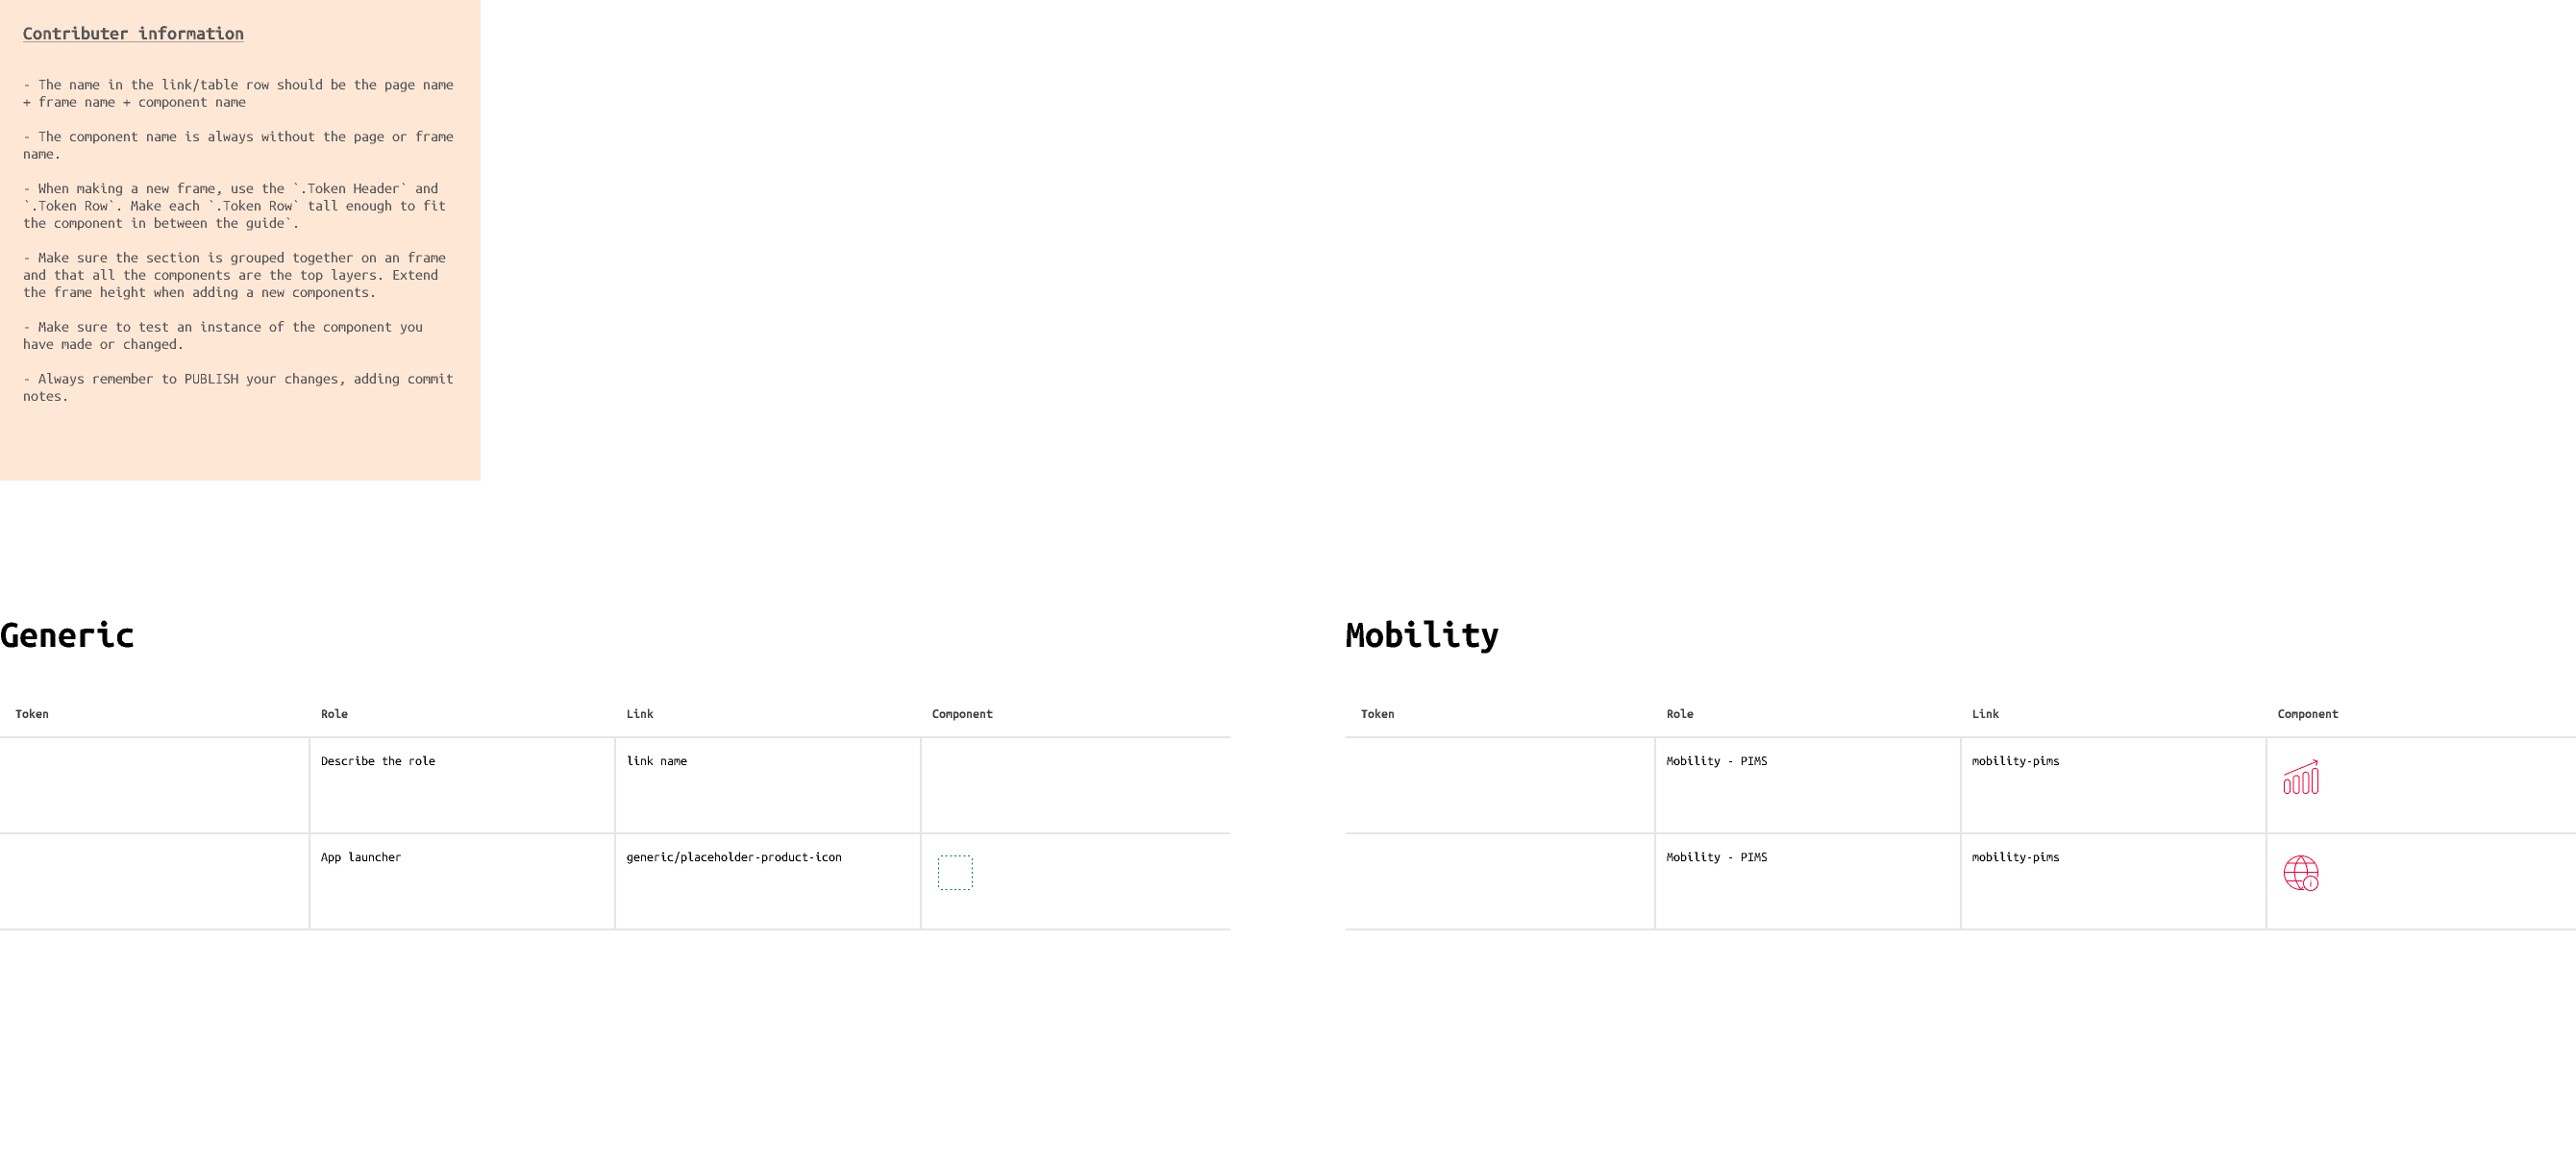 Contributer information
- The name in the link/table row should be the page name
+ frame name + component name
- The component name is always without the page or frame
name.
- When making a new frame, use the `.Token Header` and
`.Token Row`. Make each `.Token Row` tall enough to fit
the component in between the guide`.
- Make sure the section is grouped together on an frame
and that all the components are the top layers. Extend
the frame height when adding a new components.
- Make sure to test an instance of the component you
have made or changed.
- Always remember to PUBLISH your changes, adding commit
notes.
Generic
Token Role Link Component
Describe the role link name
App launcher generic/placeholder-product-icon
Mobility
Token Role Link Component
Mobility - PIMS mobility-pims
Mobility - PIMS mobility-pims